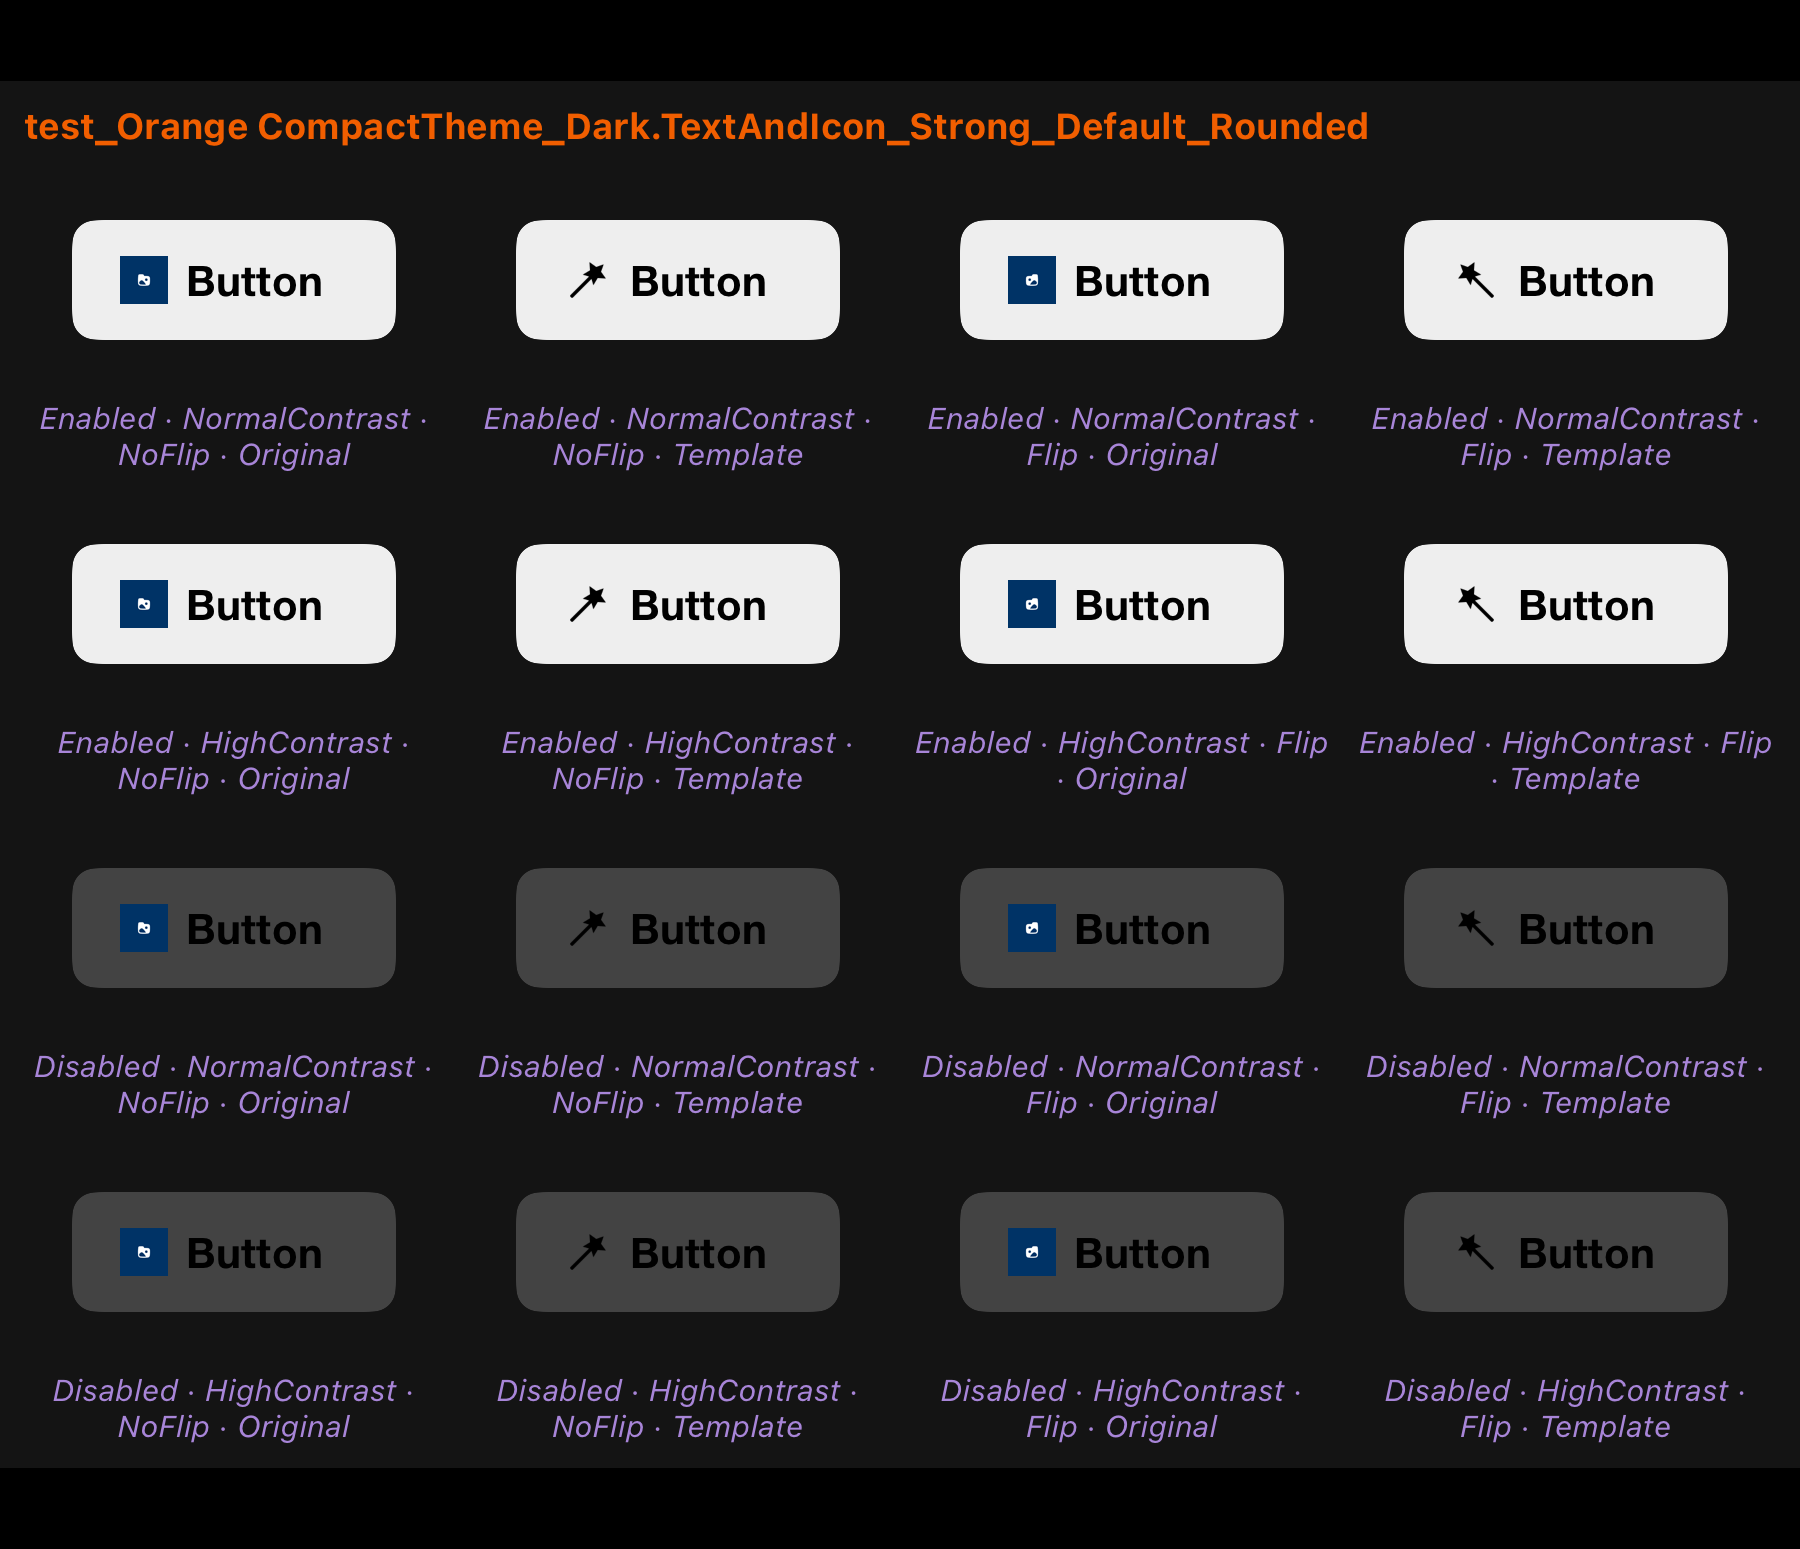 test_Orange CompactTheme_Dark.TextAndIcon_Strong_Default_Rounded
Button
Button
Button
Button
Enabled · NormalContrast ·
NoFlip · Original
Enabled · NormalContrast ·
NoFlip · Template
Enabled · NormalContrast ·
Flip · Original
Enabled · NormalContrast ·
Flip · Template
Button
Button
Button
Button
Enabled · HighContrast ·
NoFlip · Original
Enabled · HighContrast ·
NoFlip · Template
Enabled · HighContrast · Flip
· Original
Enabled · HighContrast · Flip
· Template
Button
Button
Button
Button
Disabled · NormalContrast ·
NoFlip · Original
Disabled · NormalContrast ·
NoFlip · Template
Disabled · NormalContrast ·
Flip · Original
Disabled · NormalContrast ·
Flip · Template
Button
Button
Button
Button
Disabled · HighContrast ·
NoFlip · Original
Disabled · HighContrast ·
NoFlip · Template
Disabled · HighContrast ·
Flip · Original
Disabled · HighContrast ·
Flip · Template